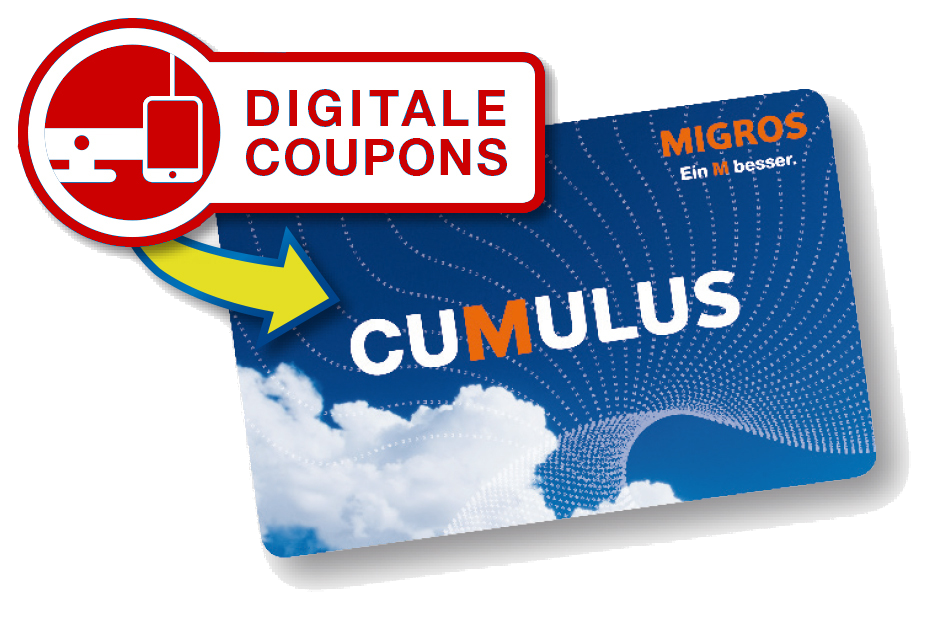 DIGITALE
COUPONS
MIGROS
Ein M besser.
CUMULUS